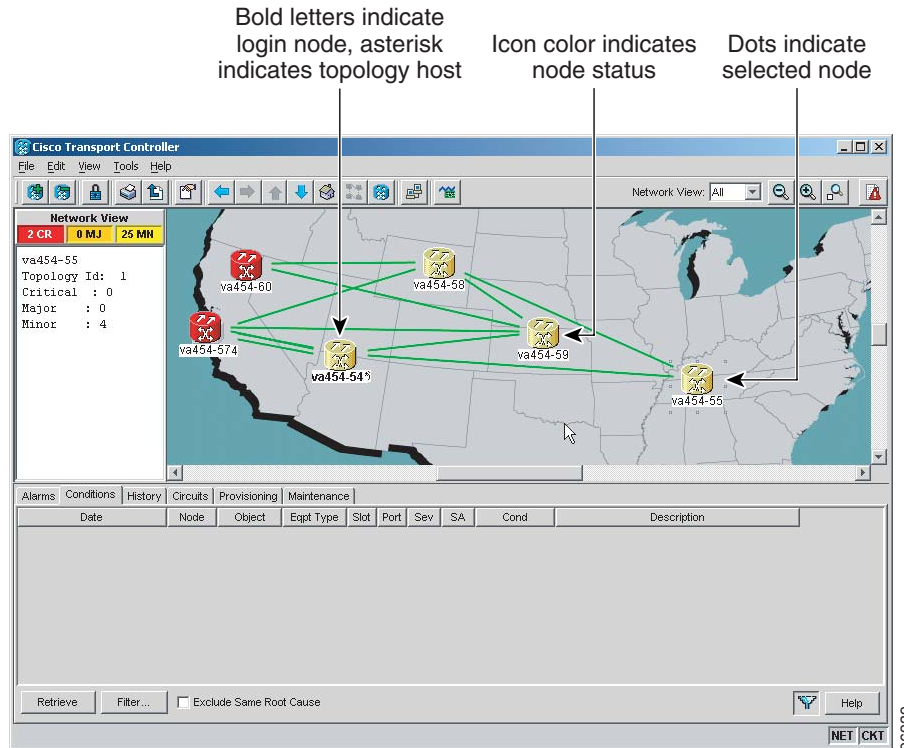 Bold letters indicate
login node, asterisk
indicates topology host
Icon color indicates
node status
Dots indicate
selected node
Cisco Transport Controller
File Edit View Tools Help
Network View: All
Network View
2 CR 0 MJ 25 MN
va454-55
Topology Id: 1
Critical : 0
Major : 0
Minor : 4
va454-60
va454-58
va454-574
va454-59
va454-54*
va454-55
Alarms Conditions History Circuits Provisioning Maintenance
Date Node Object Eqpt Type Slot Port Sev SA Cond Description
Retrieve Filter... Exclude Same Root Cause Help
NET CKT